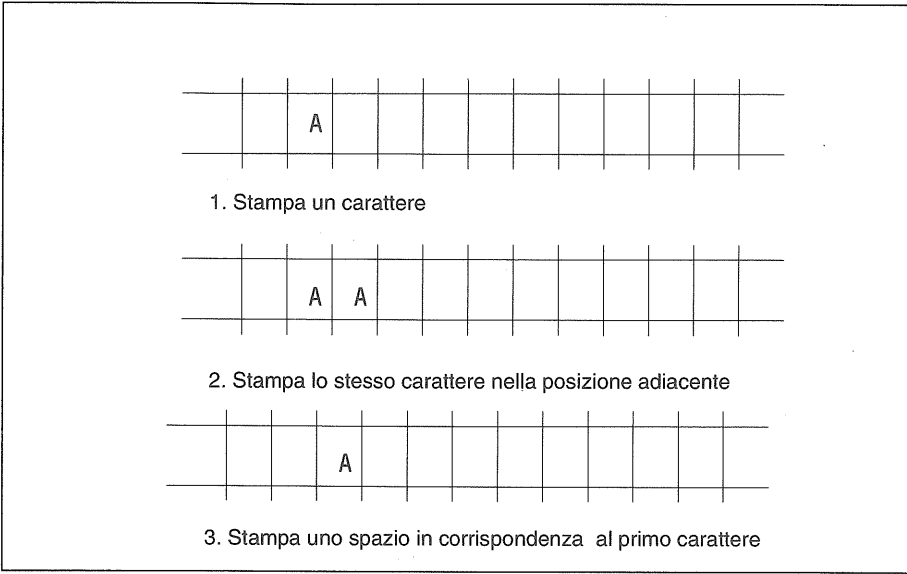 A
1. Stampa un carattere
A A
2. Stampa lo stesso carattere nella posizione adiacente
A
3. Stampa uno spazio in corrispondenza al primo carattere